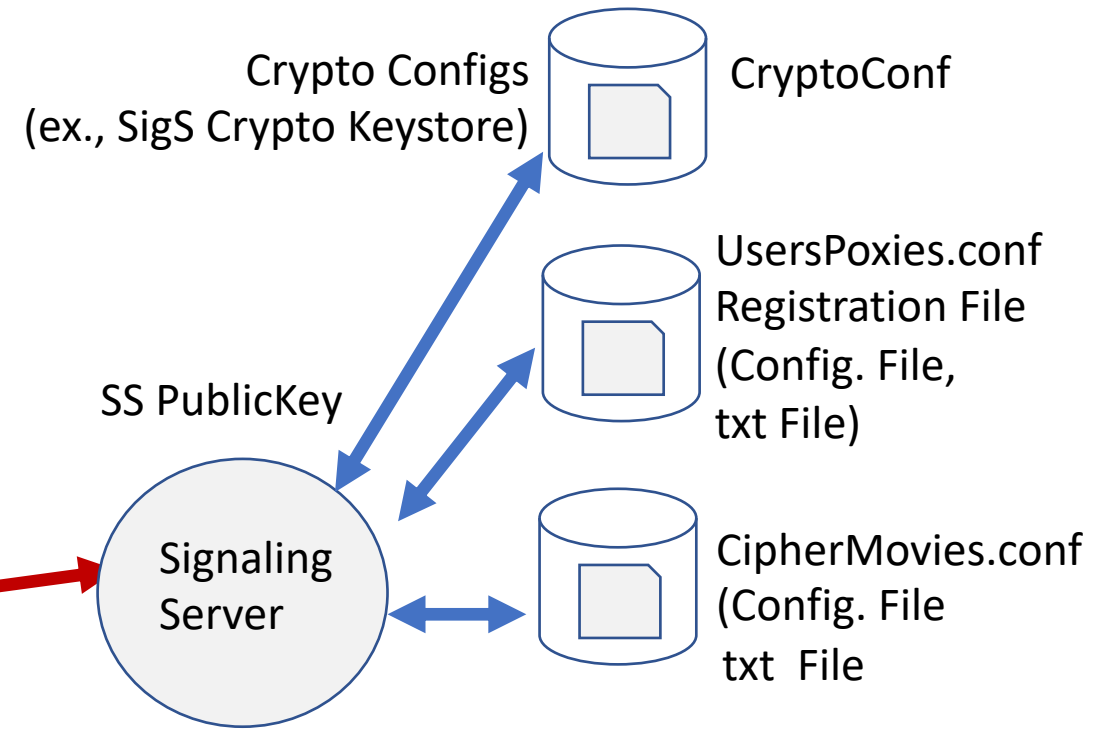 Crypto Configs
(ex., SigS Crypto Keystore)
CryptoConf
UsersPoxies.conf
Registration File
(Config. File,
txt File)
SS PublicKey
Signaling
Server
CipherMovies.conf
(Config. File
txt File